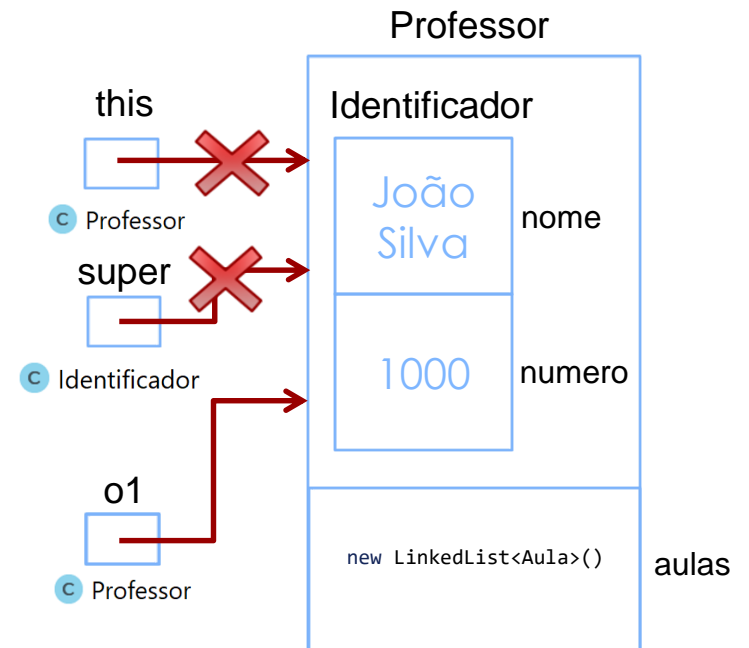 Professor
this
Identificador
João
Silva
nome
C Professor
super
C Identificador
1000
numero
o1
C Professor
new LinkedList<Aula>()
aulas